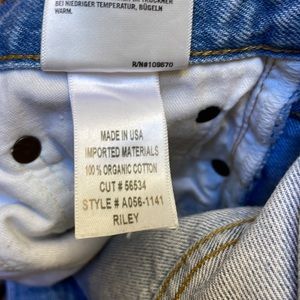 BEI NIEDRIGER TEMPERATUR, BÜGELN
WARM.
R/N#109670
MADE IN USA
IMPORTED MATERIALS
100 % ORGANIC COTTON
CUT # 56534
STYLE # A056-1141
RILEY